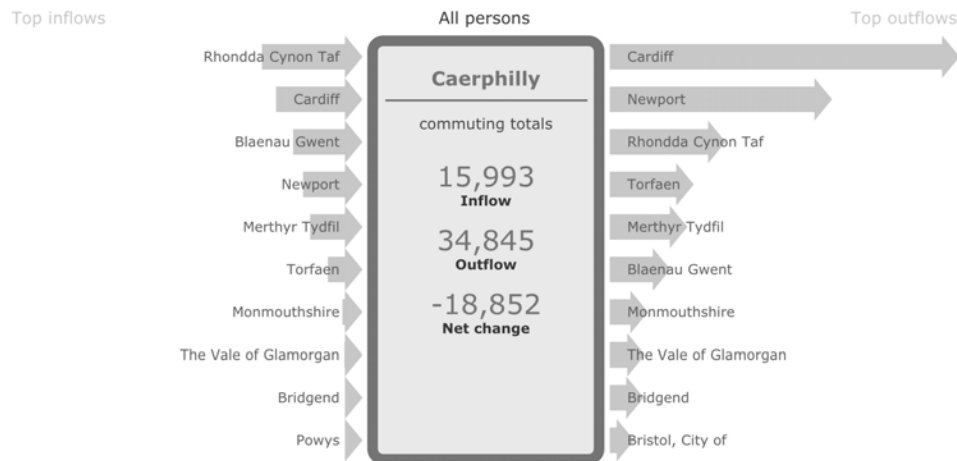 Top inflows
All persons
Top outflows
Rhondda Cynon Taf
Cardiff
Blaenau Gwent
Newport
Merthyr Tydfil
Torfaen
Monmouthshire
The Vale of Glamorgan
Bridgend
Powys
Caerphilly
commuting totals
15,993
Inflow
34,845
Outflow
-18,852
Net change
Cardiff
Newport
Rhondda Cynon Taf
Torfaen
Merthyr Tydfil
Blaenau Gwent
Monmouthshire
The Vale of Glamorgan
Bridgend
Bristol, City of